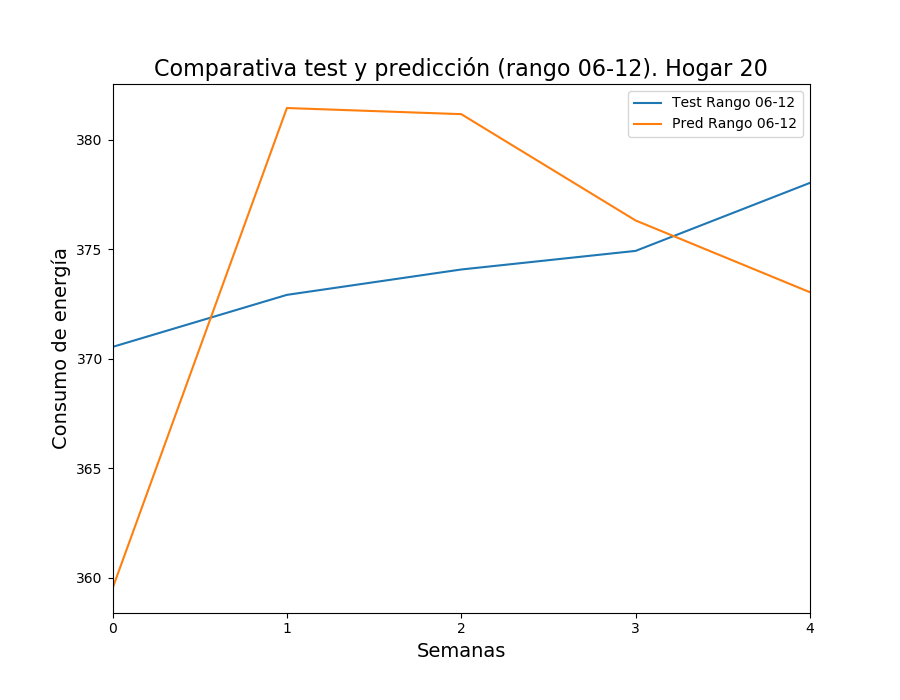 Comparativa test y predicción (rango 06-12). Hogar 20
Test Rango 06-12
Pred Rango 06-12
Consumo de energía
380
375
370
365
360
0 1 2 3 4
Semanas